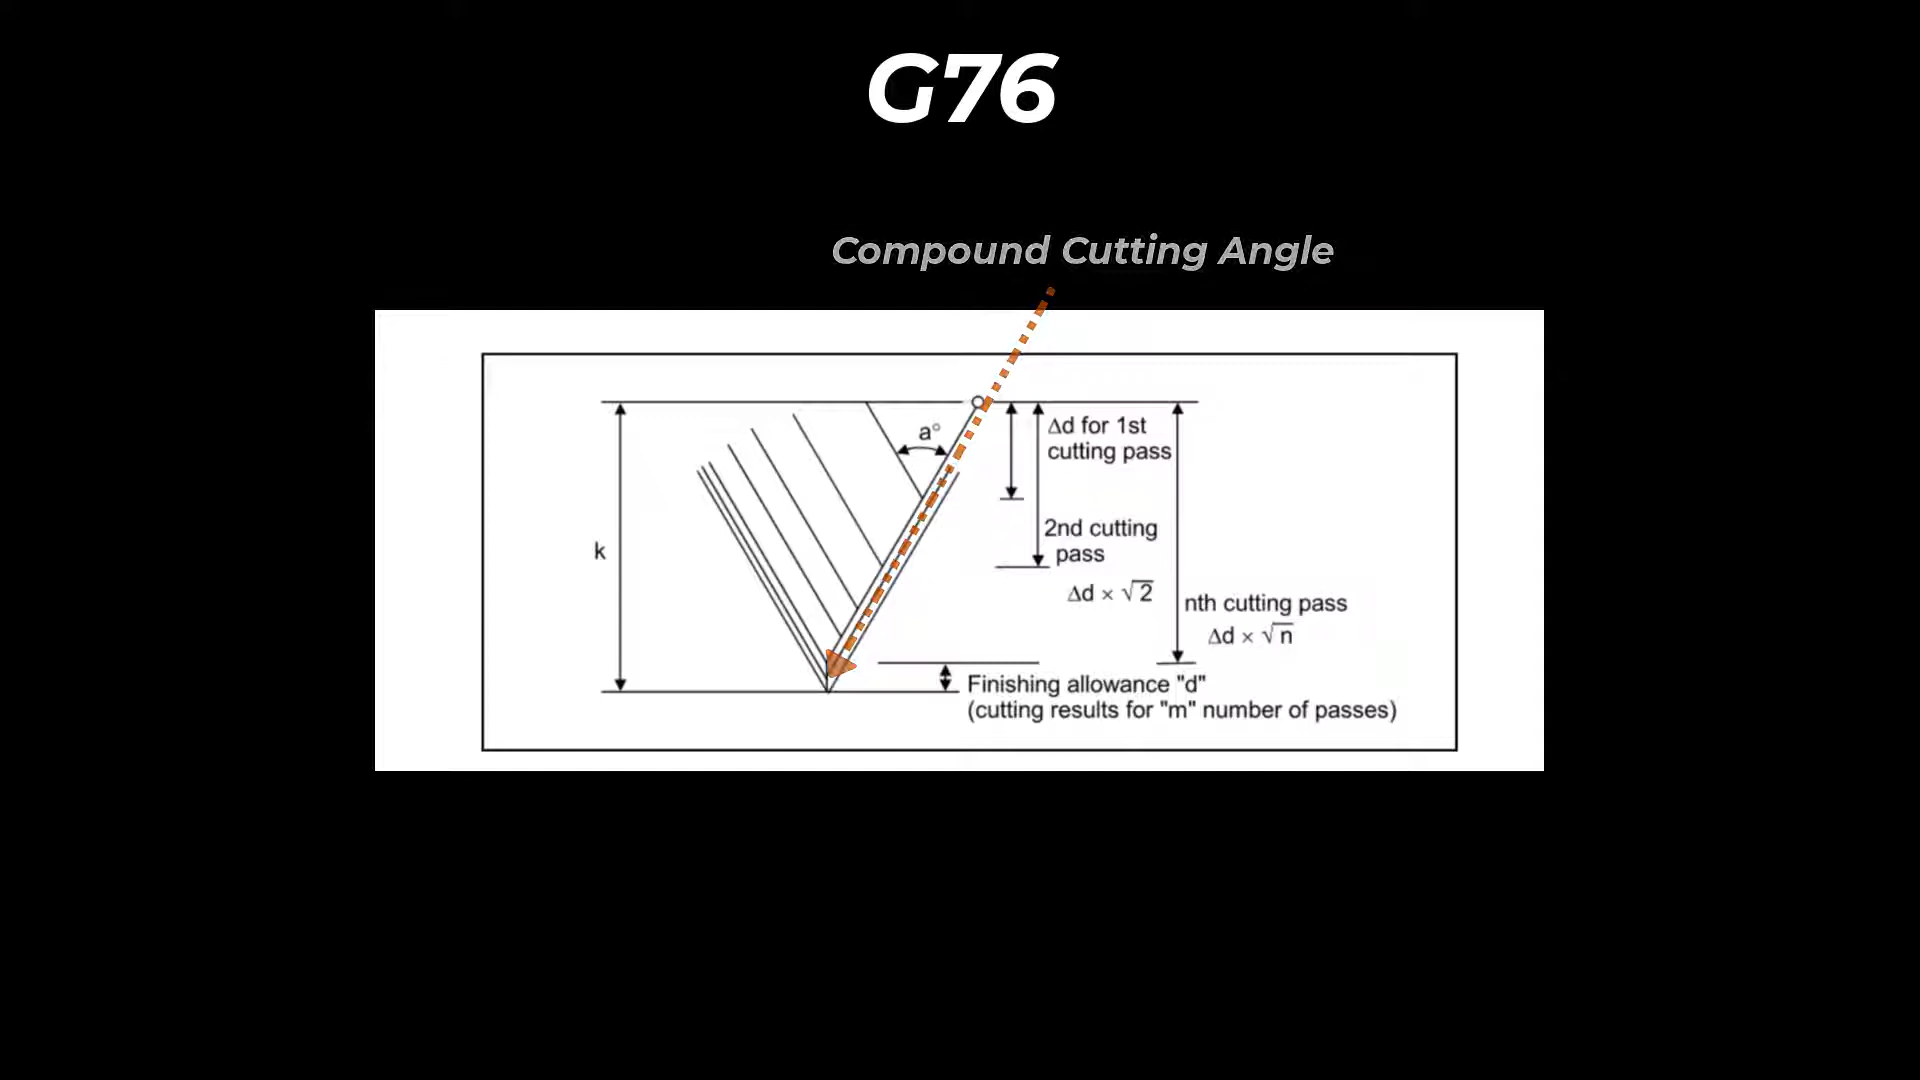 G76
Compound Cutting Angle
a°
Δd for 1st
cutting pass
k
2nd cutting
pass
Δd × √2
nth cutting pass
Δd × √n
Finishing allowance "d"
(cutting results for "m" number of passes)